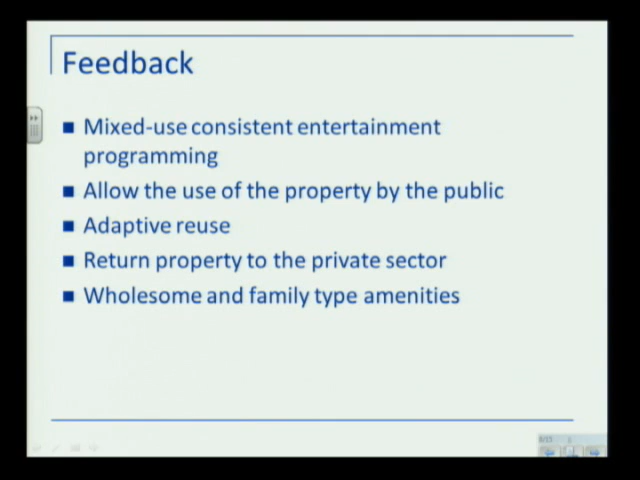 Feedback
Mixed-use consistent entertainment
programming
Allow the use of the property by the public
Adaptive reuse
Return property to the private sector
Wholesome and family type amenities